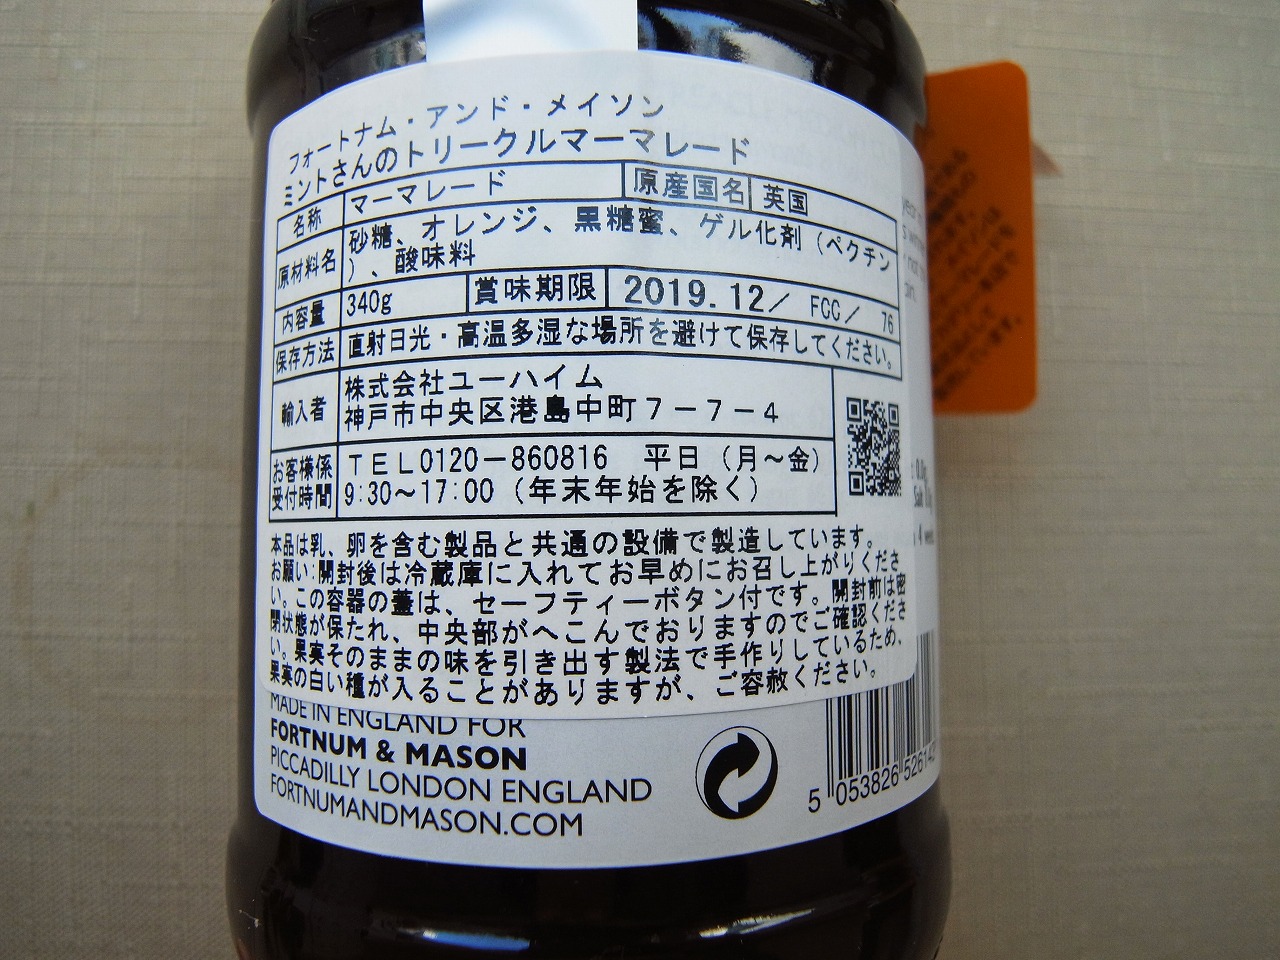 フォートナム・アンド・メイソン
ミントさんのトリークルマーマレード
名称 マーマレード 原産国名 英国
原材料名 砂糖、オレンジ、黒糖蜜、ゲル化剤（ペクチン
）、酸味料
内容量 340g 賞味期限 2019.12/ FCC/ 76
保存方法 直射日光・高温多湿な場所を避けて保存してください。
輸入者 株式会社ユーハイム
神戸市中央区港島中町７－７－４
お客様係 ＴＥＬ0120－860816 平日（月～金）
受付時間 9:30～17:00（年末年始を除く）
本品は乳、卵を含む製品と共通の設備で製造しています。
お願い:開封後は冷蔵庫に入れてお早めにお召し上がりくださ
い。この容器の蓋は、セーフティーボタン付です。開封前は密
閉状態が保たれ、中央部がへこんでおりますのでご確認くださ
い。果実そのままの味を引き出す製法で手作りしているため、
果実の白い種が入ることがありますが、ご容赦ください。
MADE IN ENGLAND FOR
FORTNUM & MASON
PICCADILLY LONDON ENGLAND
FORTNUMANDMASON.COM
5 053826 52614